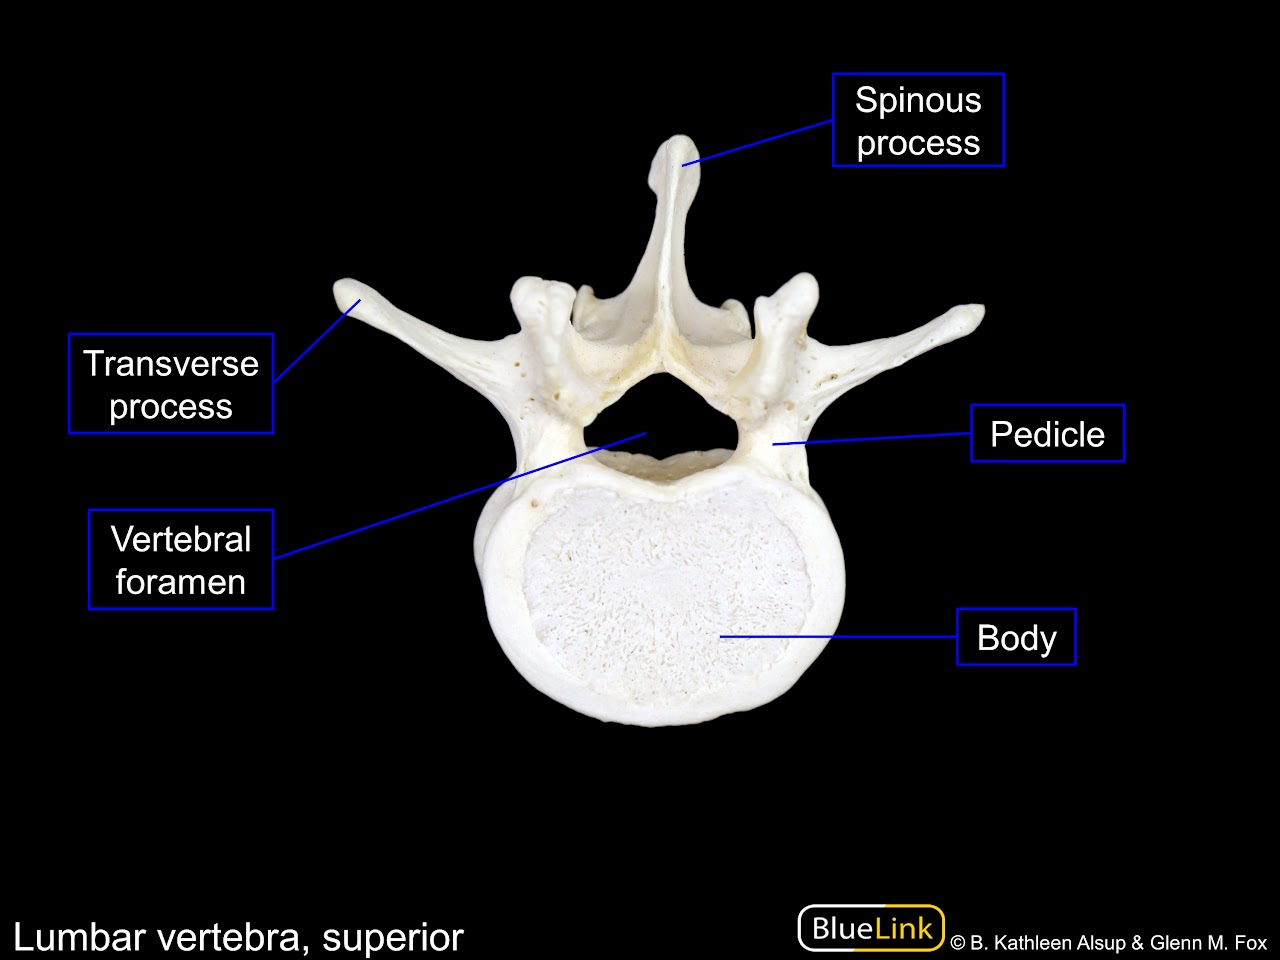 Spinous
process
Transverse
process
Pedicle
Vertebral
foramen
Body
Lumbar vertebra, superior
BlueLink
© B. Kathleen Alsup & Glenn M. Fox